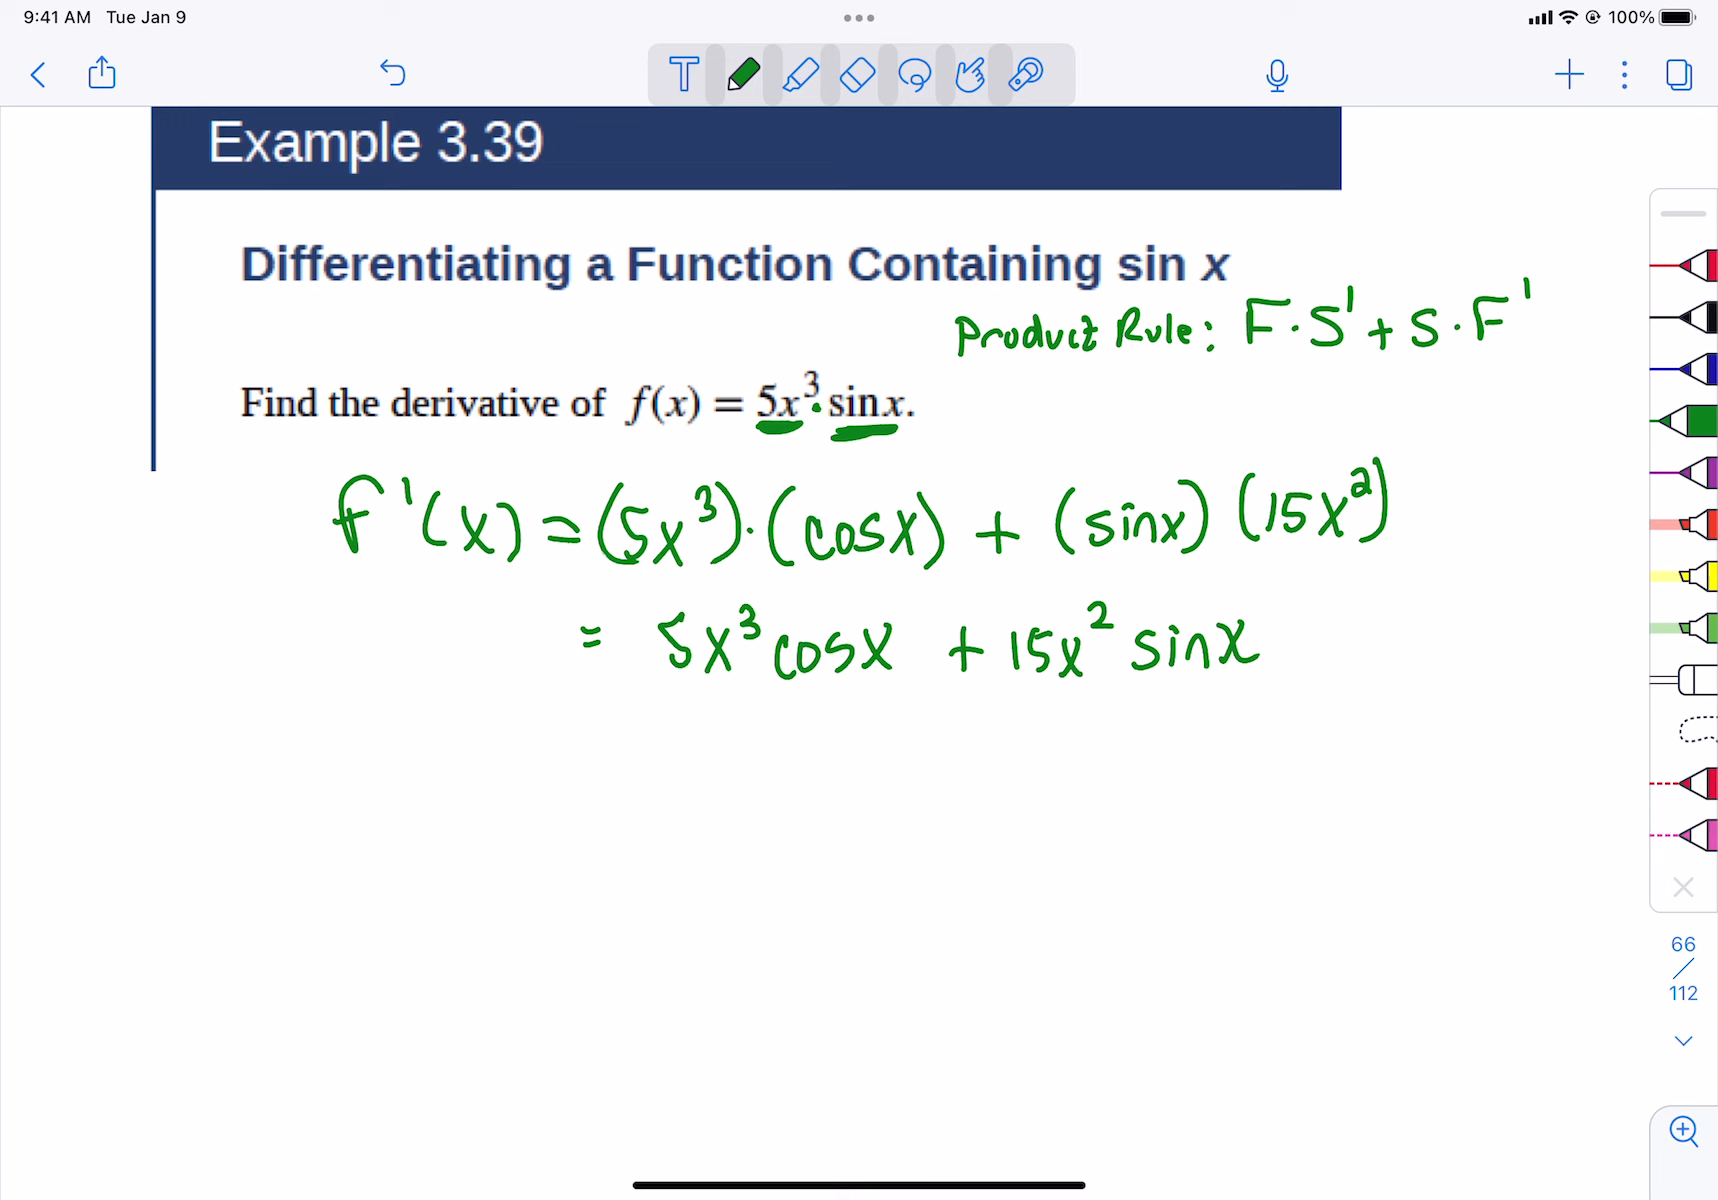 9:41 AM Tue Jan 9
100%
Example 3.39
Differentiating a Function Containing sin x
Product Rule: F·S' + S·F'
Find the derivative of f(x) = 5x³·sin x.
f'(x) = (5x³)·(cosx) + (sinx)(15x²)
= 5x³cosx + 15x² sinx
66
/
112